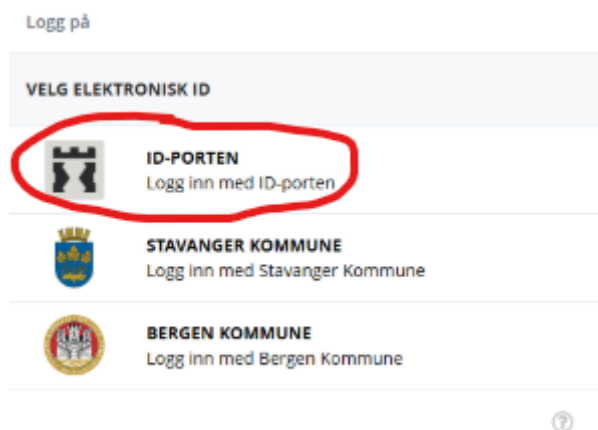 Logg på
VELG ELEKTRONISK ID
ID-PORTEN
Logg inn med ID-porten
STAVANGER KOMMUNE
Logg inn med Stavanger Kommune
BERGEN KOMMUNE
Logg inn med Bergen Kommune
?